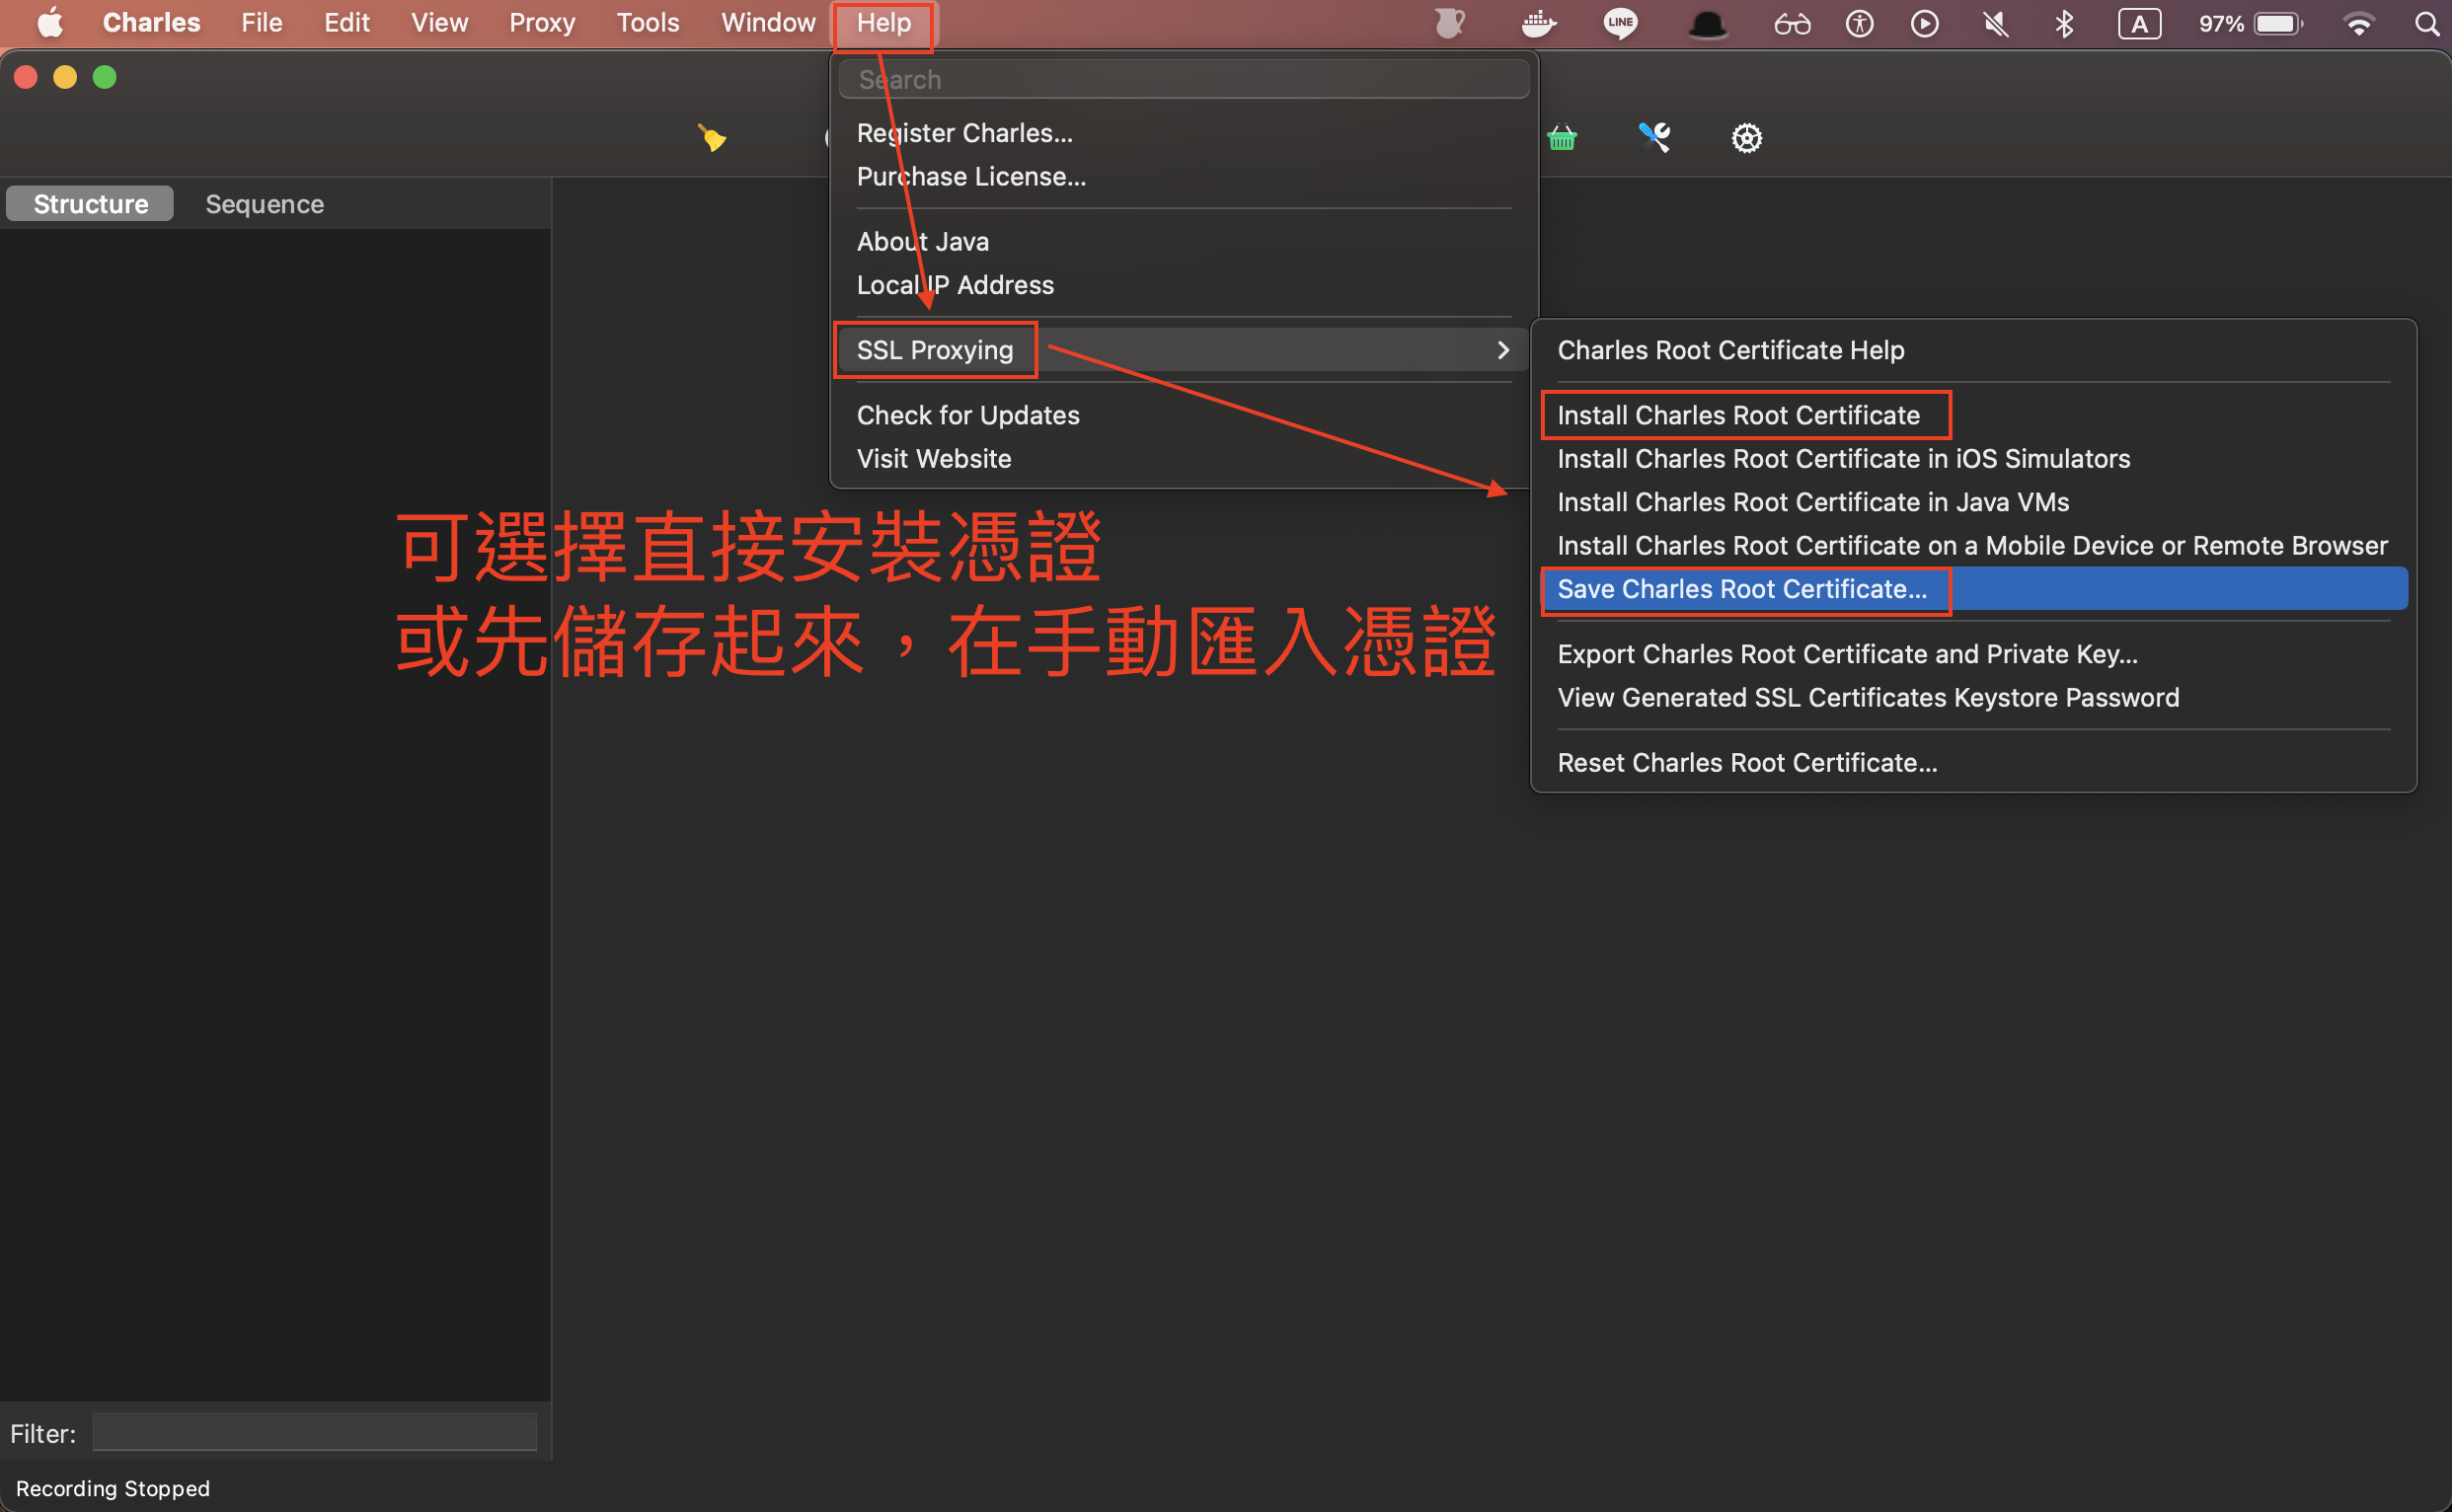 Charles File Edit View Proxy Tools Window Help LINE A 97%
Search
Register Charles...
Purchase License...
Structure Sequence
About Java
Local IP Address
SSL Proxying
Check for Updates
Visit Website
Charles Root Certificate Help
Install Charles Root Certificate
Install Charles Root Certificate in iOS Simulators
Install Charles Root Certificate in Java VMs
Install Charles Root Certificate on a Mobile Device or Remote Browser
Save Charles Root Certificate...
Export Charles Root Certificate and Private Key...
View Generated SSL Certificates Keystore Password
Reset Charles Root Certificate...
可選擇直接安裝憑證
或先儲存起來，在手動匯入憑證
Filter:
Recording Stopped